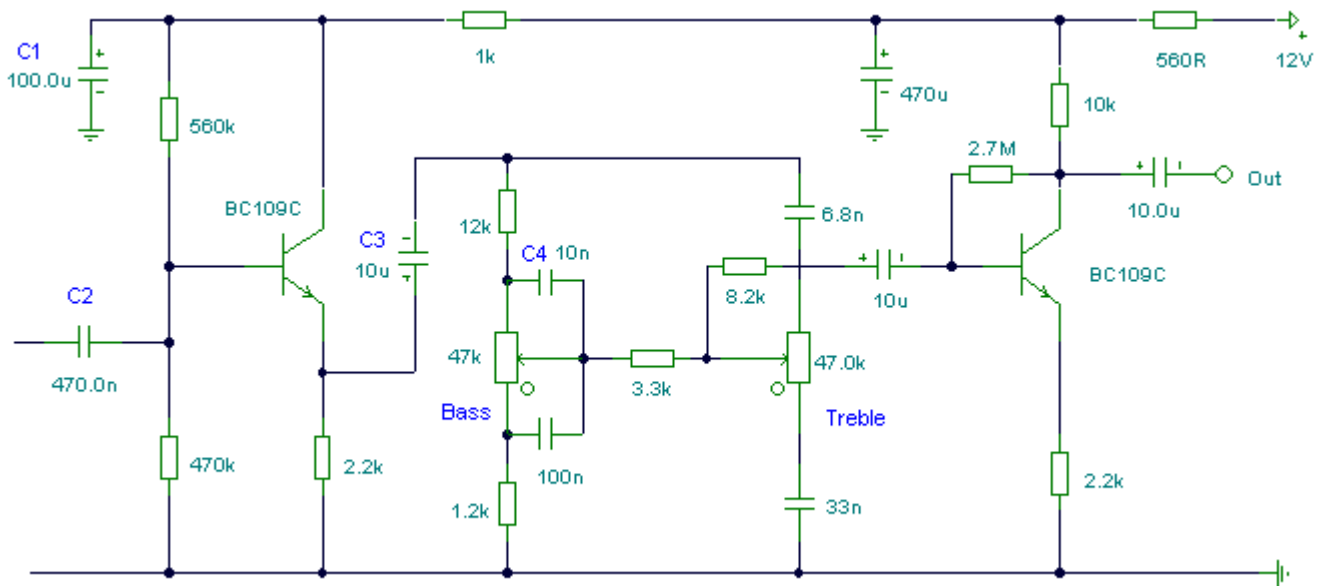 C1
100.0u
560k
1k
470u
560R
12V
10k
2.7M
Out
10.0u
BC109C
C3
10u
12k
C4
10n
6.8n
8.2k
10u
BC109C
C2
470.0n
47k
3.3k
47.0k
Bass
Treble
470k
2.2k
100n
1.2k
33n
2.2k